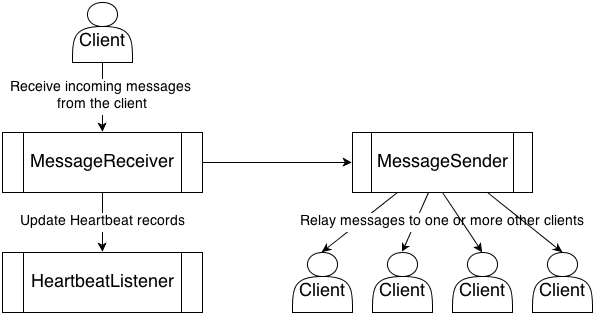 Client
Receive incoming messages
from the client
MessageReceiver
MessageSender
Update Heartbeat records
Relay messages to one or more other clients
HeartbeatListener
Client
Client
Client
Client